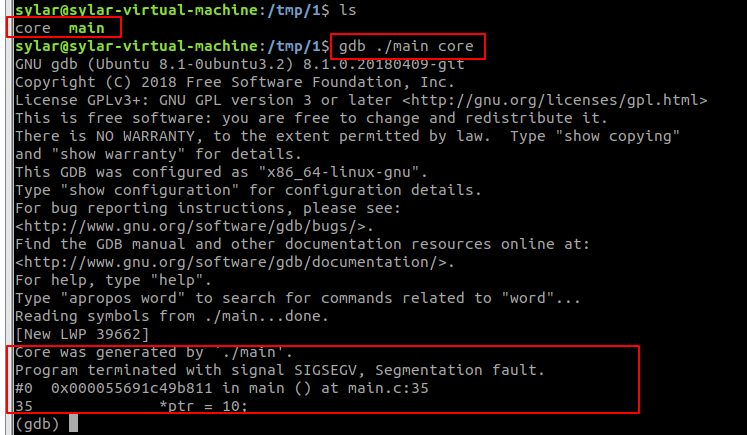 sylar@sylar-virtual-machine:/tmp/1$ ls
core  main
sylar@sylar-virtual-machine:/tmp/1$ gdb ./main core
GNU gdb (Ubuntu 8.1-0ubuntu3.2) 8.1.0.20180409-git
Copyright (C) 2018 Free Software Foundation, Inc.
License GPLv3+: GNU GPL version 3 or later <http://gnu.org/licenses/gpl.html>
This is free software: you are free to change and redistribute it.
There is NO WARRANTY, to the extent permitted by law.  Type "show copying"
and "show warranty" for details.
This GDB was configured as "x86_64-linux-gnu".
Type "show configuration" for configuration details.
For bug reporting instructions, please see:
<http://www.gnu.org/software/gdb/bugs/>.
Find the GDB manual and other documentation resources online at:
<http://www.gnu.org/software/gdb/documentation/>.
For help, type "help".
Type "apropos word" to search for commands related to "word"...
Reading symbols from ./main...done.
[New LWP 39662]
Core was generated by `./main'.
Program terminated with signal SIGSEGV, Segmentation fault.
#0  0x000055691c49b811 in main () at main.c:35
35              *ptr = 10;
(gdb)